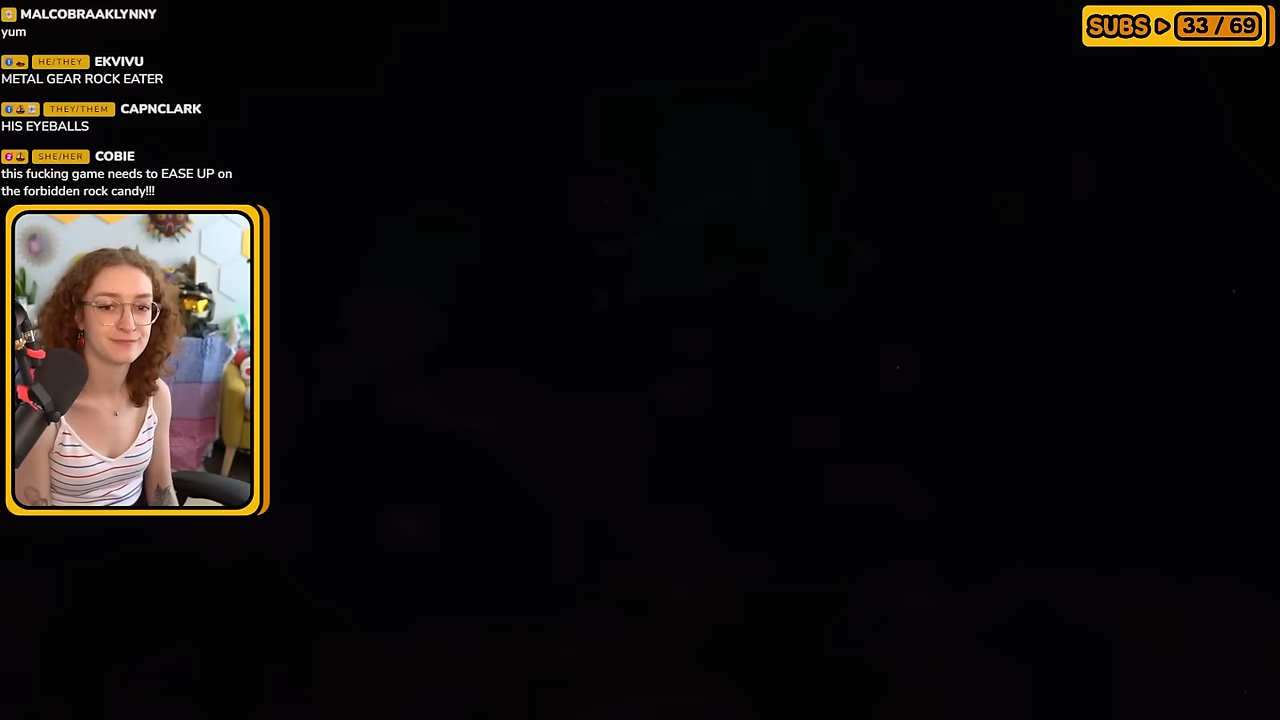 MALCOBRAAKLYNNY
yum
HE/THEY EKVIVU
METAL GEAR ROCK EATER
THEY/THEM CAPNCLARK
HIS EYEBALLS
SHE/HER COBIE
this fucking game needs to EASE UP on
the forbidden rock candy!!!
SUBS 33 / 69